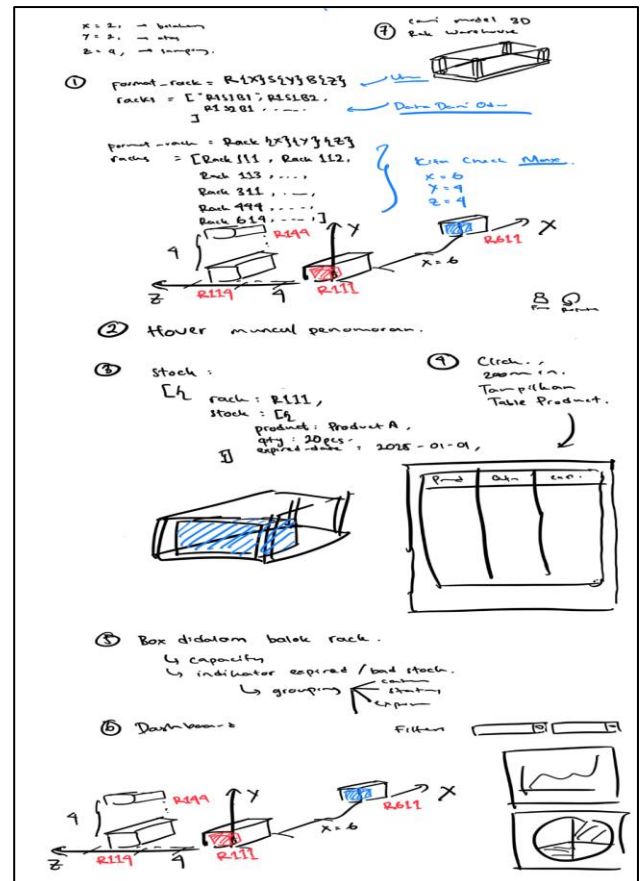 x = 2, → belakang
y = 2, → atas
z = 4, → samping.
⑦ cari model 3D
Rak Warehouse
① format_rack = R{X}S{Y}B{Z}
racks = ["R1S1B1", R1S1B2,
R1S2B1, .....
]
Data Dari Odoo
format_rack = Rack {X}{Y}{Z}
racks = [Rack 111, Rack 112,
Rack 113, ....,
Rack 311, ....,
Rack 444, ....,
Rack 614, ....,]
Kita Check Max.
x = 6
y = 4
z = 4
4
R144
Y
X
R611
x = 6
Z
R114
4
R111
② Hover muncul penomoran.
③ Stock :
[{
rack : R111,
stock : [{
product : Product A,
qty : 20 pcs.
expired_date : 2025-01-01,
}]
④ Click.,
zoom in.
Tampilkan
Table Product.
Prod
⑤ Box didalam balok rack.
↳ capacity
↳ indikator expired / bad stock.
↳ grouping
⑥ Dashboard
Filter
4
R144
Y
X
R611
x = 6
Z
R114
4
R111